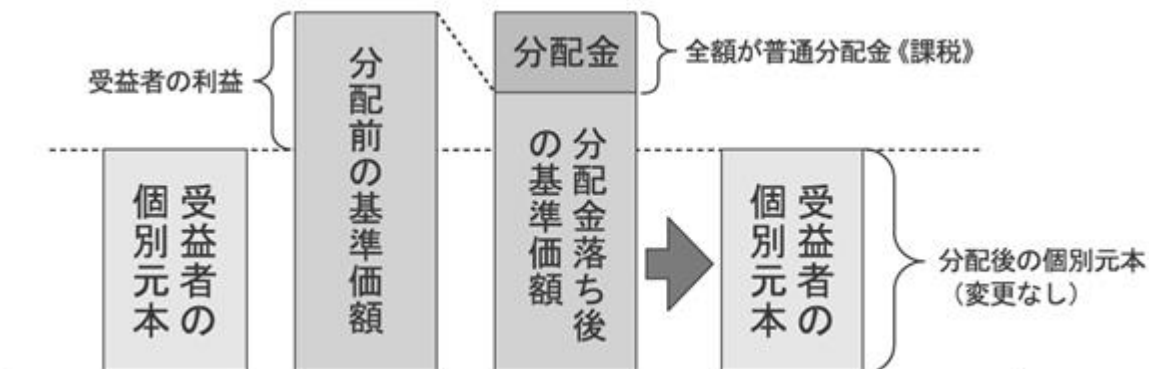 受益者の利益
受益者の
個別元本
分配前の基準価額
分配金
全額が普通分配金《課税》
分配金落ち後
の基準価額
受益者の
個別元本
分配後の個別元本
（変更なし）